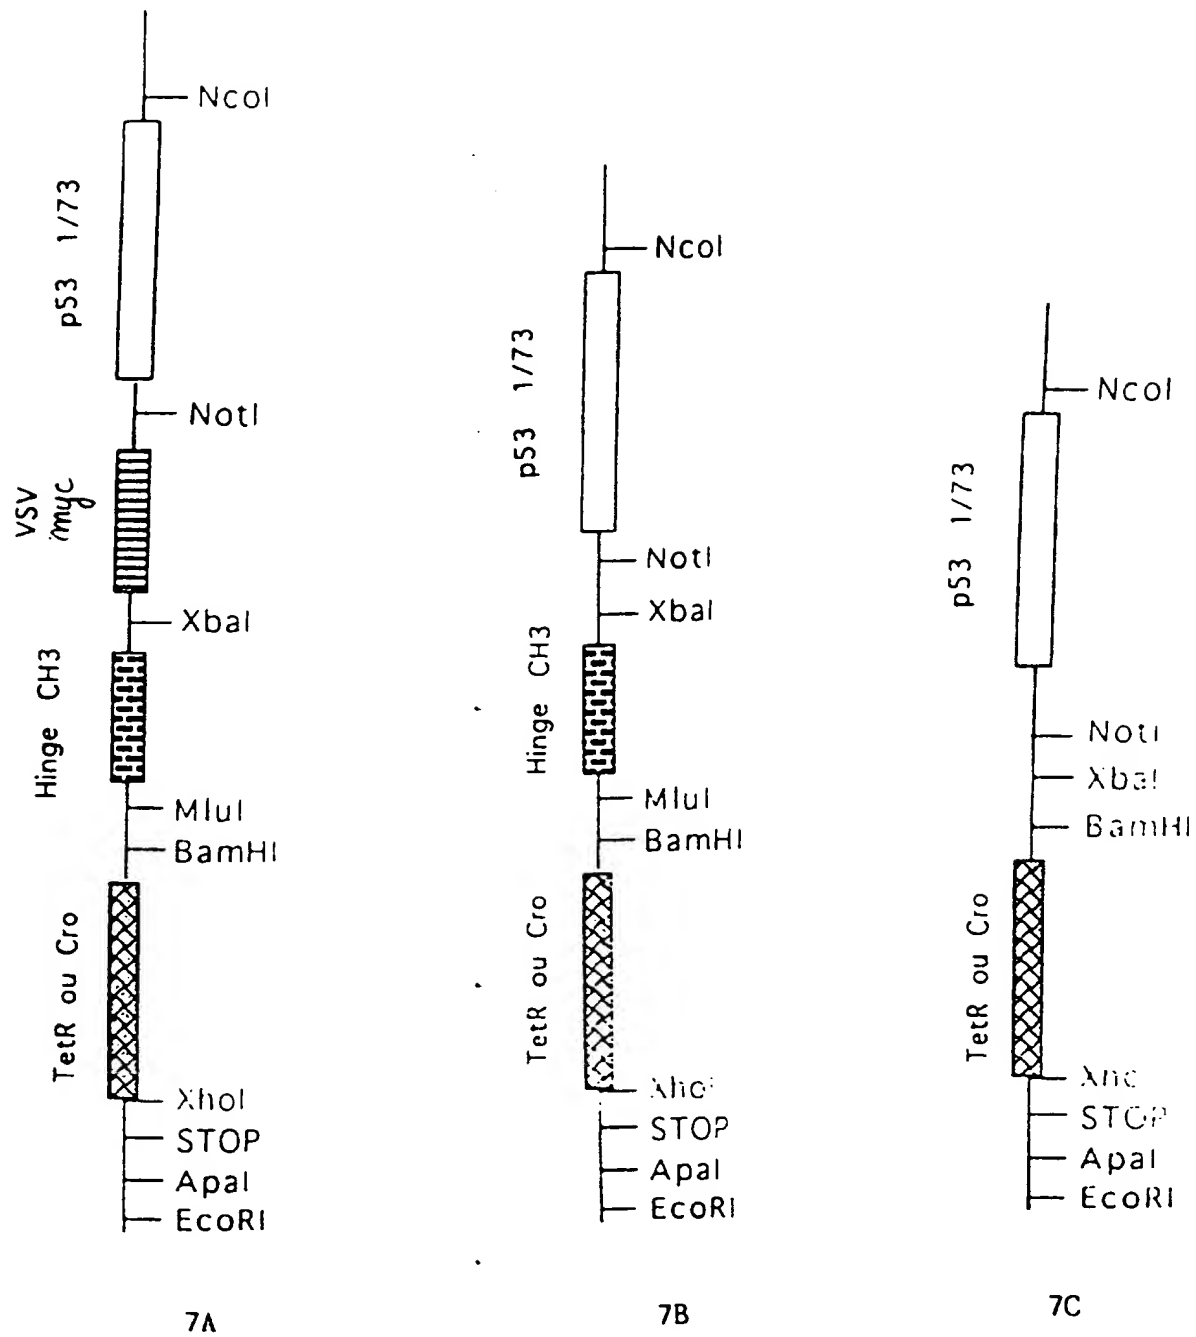 NcoI
p53 1/73
NotI
VSV
myc
XbaI
Hinge CH3
MluI
BamHI
TetR ou Cro
XhoI
STOP
ApaI
EcoRI
7A
NcoI
p53 1/73
NotI
XbaI
Hinge CH3
MluI
BamHI
TetR ou Cro
XhoI
STOP
ApaI
EcoRI
7B
NcoI
p53 1/73
NotI
XbaI
BamHI
TetR ou Cro
STOP
ApaI
EcoRI
7C